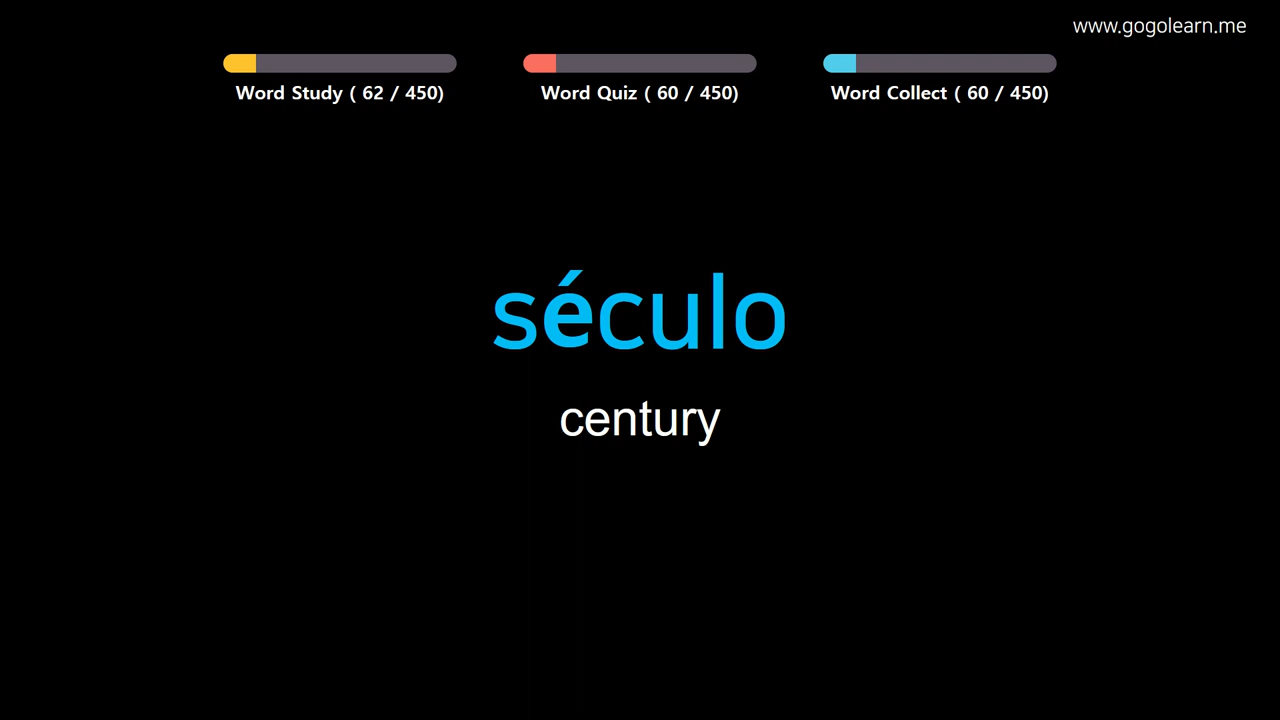 www.gogolearn.me
Word Study ( 62 / 450)
Word Quiz ( 60 / 450)
Word Collect ( 60 / 450)
século
century